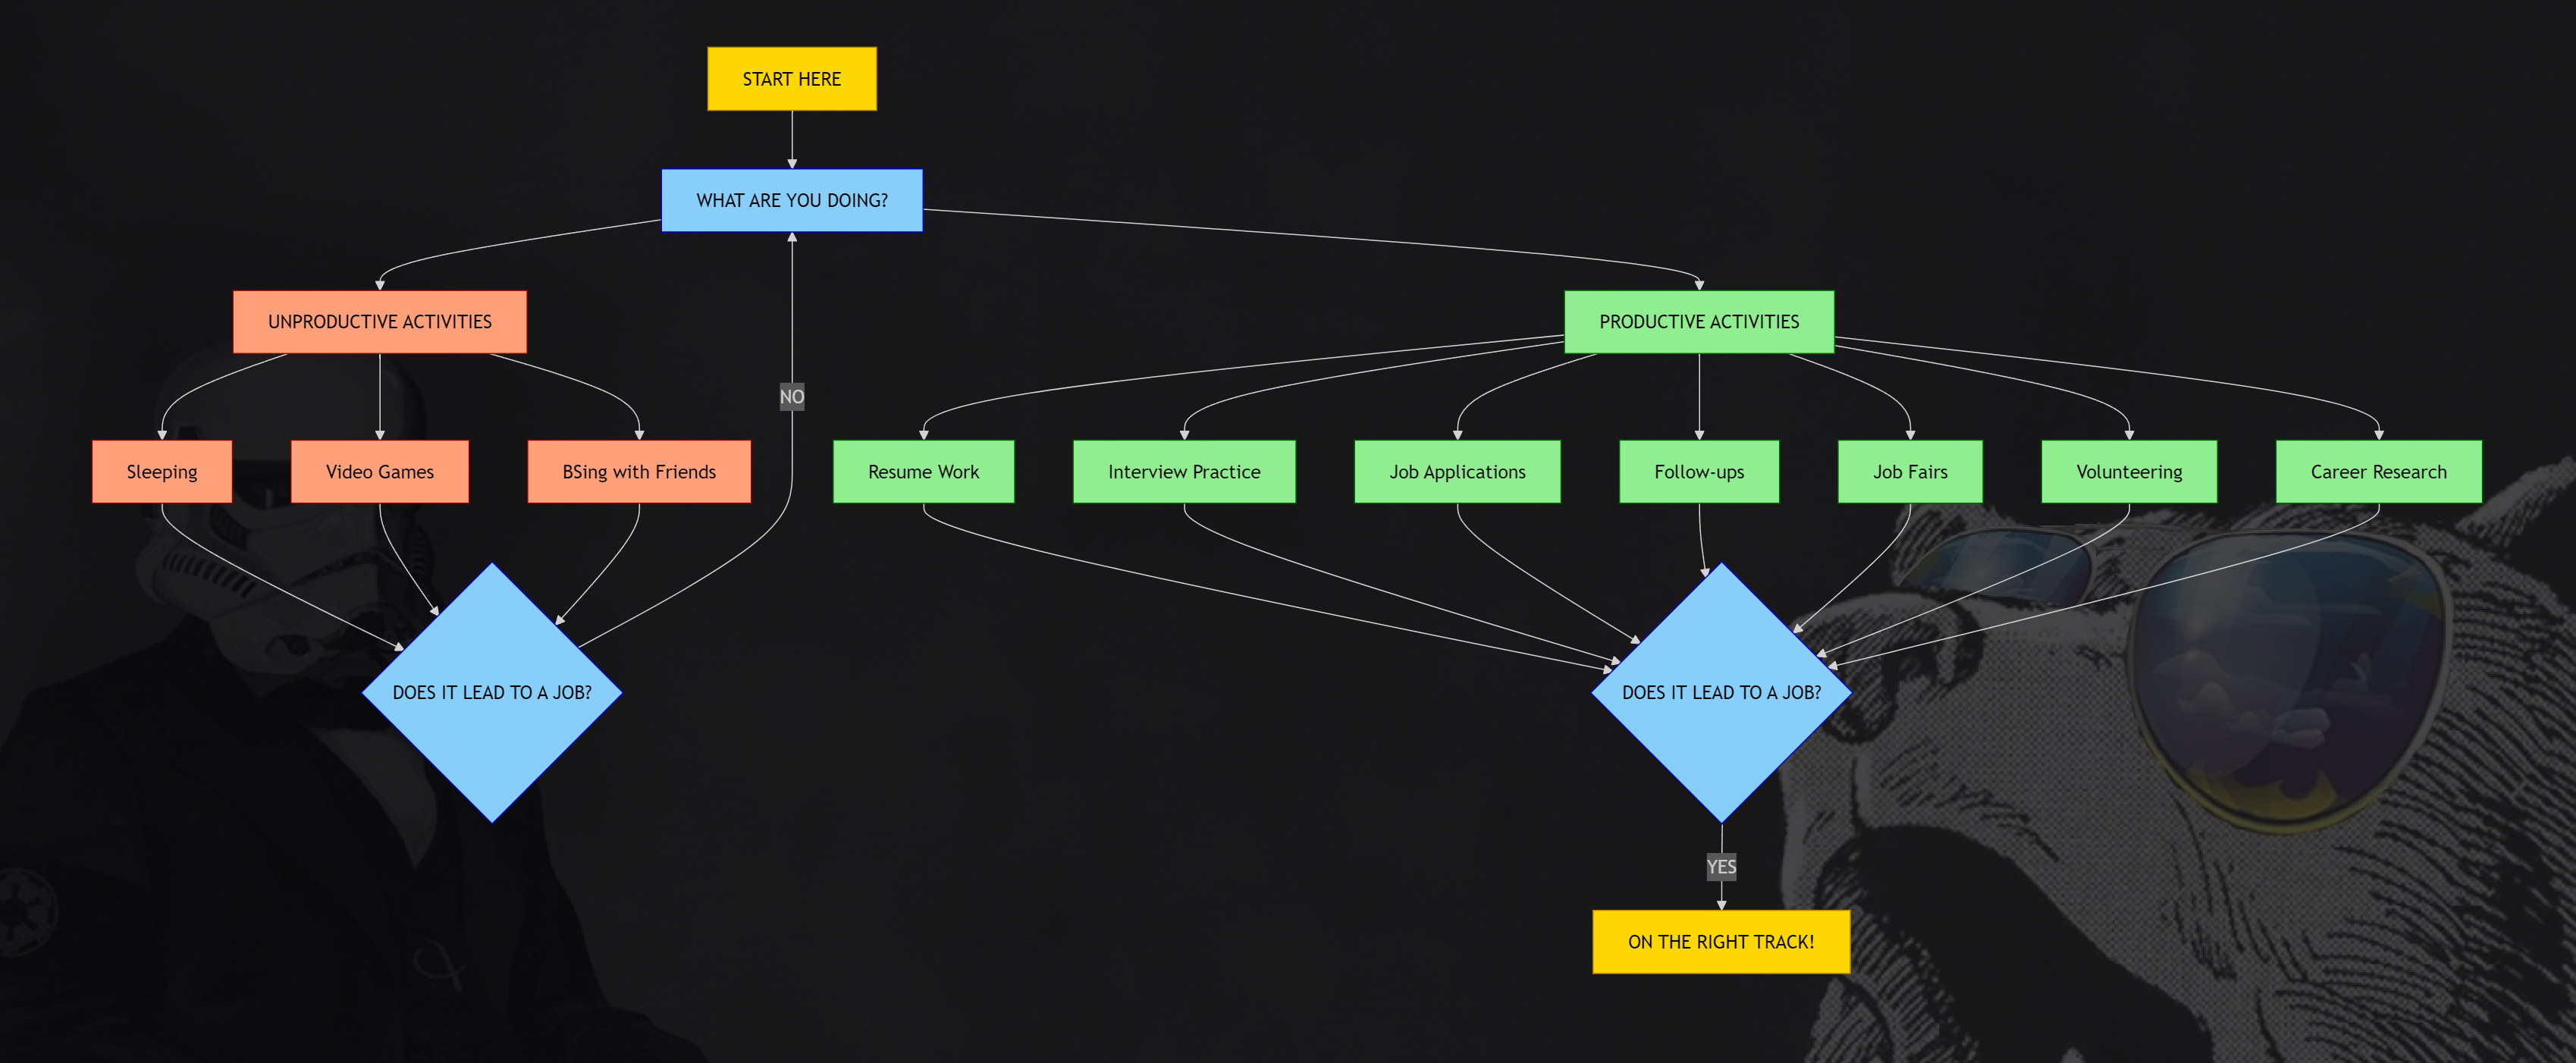 START HERE
WHAT ARE YOU DOING?
UNPRODUCTIVE ACTIVITIES
PRODUCTIVE ACTIVITIES
NO
Sleeping
Video Games
BSing with Friends
Resume Work
Interview Practice
Job Applications
Follow-ups
Job Fairs
Volunteering
Career Research
DOES IT LEAD TO A JOB?
DOES IT LEAD TO A JOB?
YES
ON THE RIGHT TRACK!